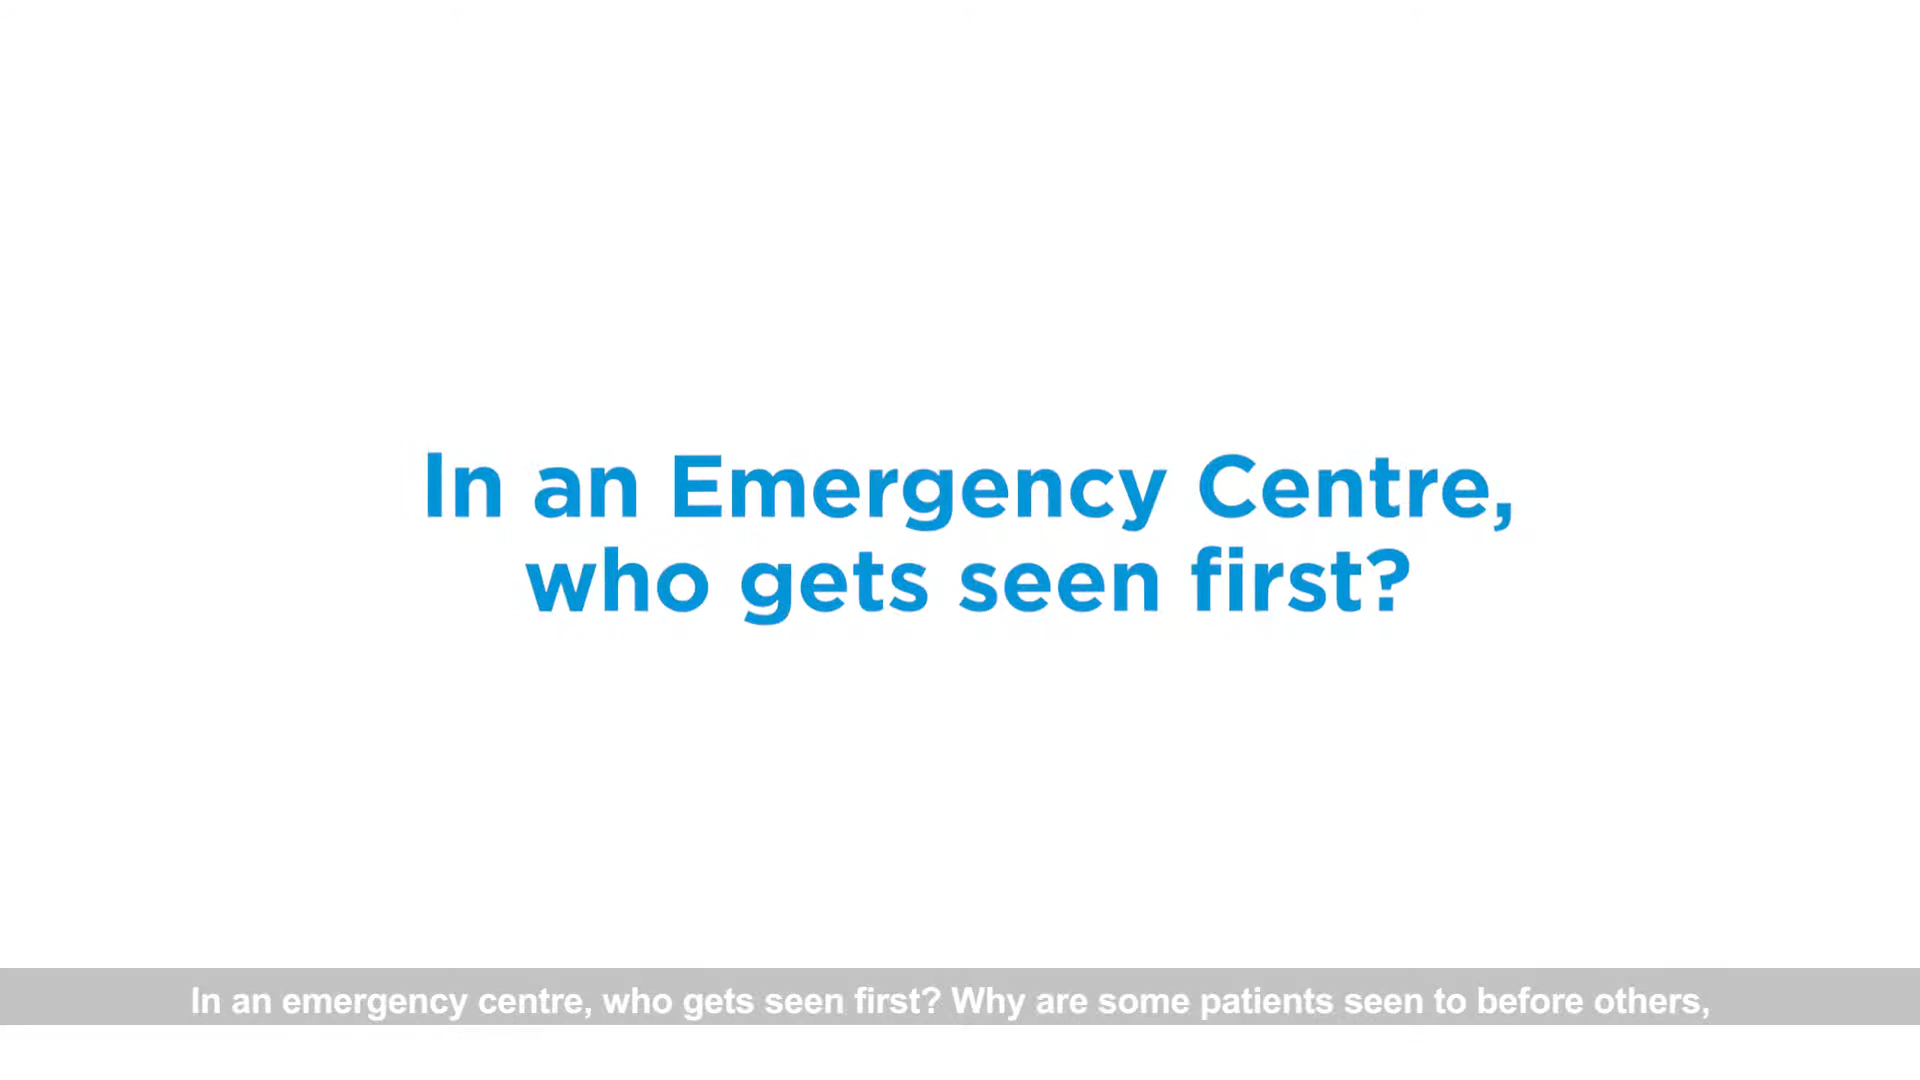 In an Emergency Centre,
who gets seen first?
In an emergency centre, who gets seen first? Why are some patients seen to before others,